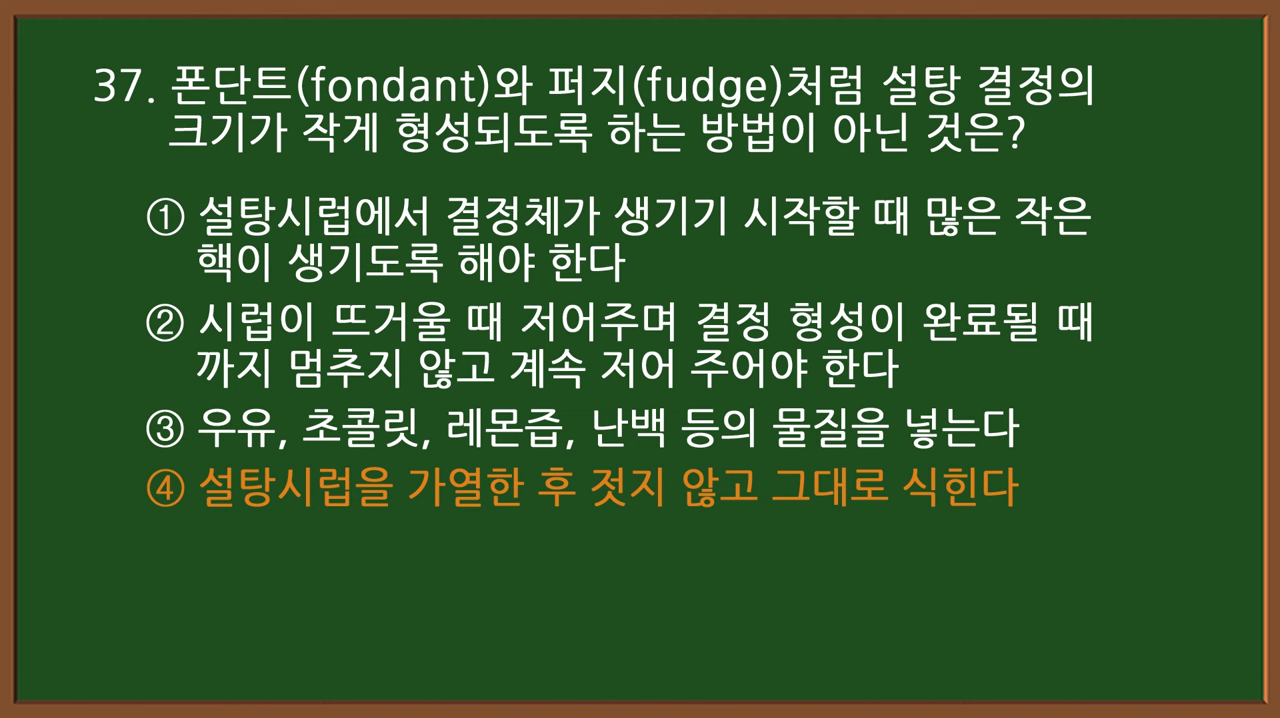 37. 폰단트(fondant)와 퍼지(fudge)처럼 설탕 결정의
크기가 작게 형성되도록 하는 방법이 아닌 것은?
① 설탕시럽에서 결정체가 생기기 시작할 때 많은 작은
핵이 생기도록 해야 한다
② 시럽이 뜨거울 때 저어주며 결정 형성이 완료될 때
까지 멈추지 않고 계속 저어 주어야 한다
③ 우유, 초콜릿, 레몬즙, 난백 등의 물질을 넣는다
④ 설탕시럽을 가열한 후 젓지 않고 그대로 식힌다